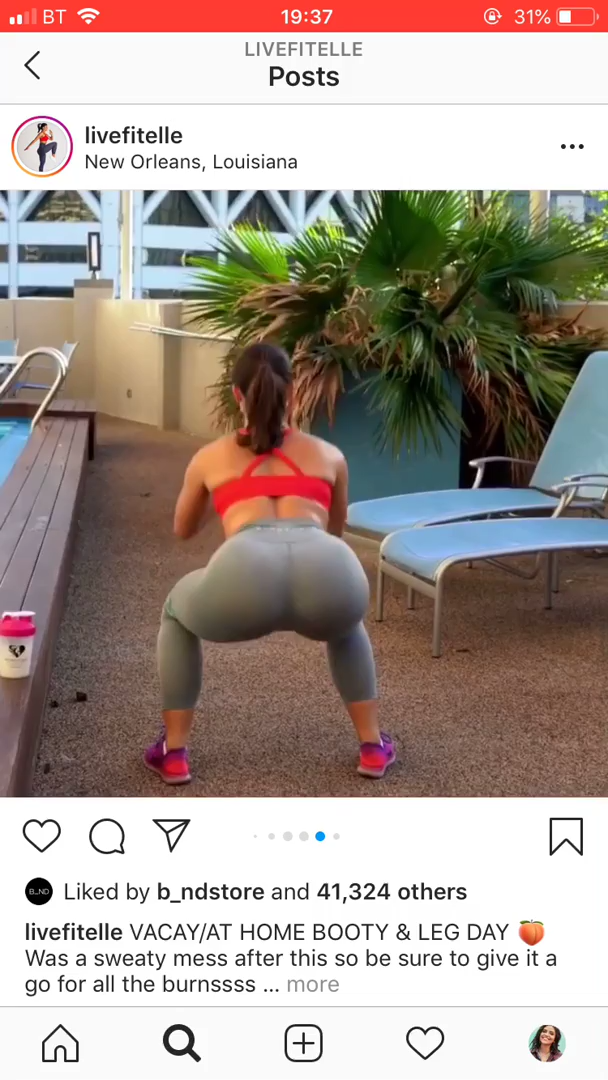 BT 19:37 31%
LIVEFITELLE
Posts
livefitelle
New Orleans, Louisiana
B_ND
Liked by b_ndstore and 41,324 others
livefitelle VACAY/AT HOME BOOTY & LEG DAY 🍑
Was a sweaty mess after this so be sure to give it a
go for all the burnssss ... more